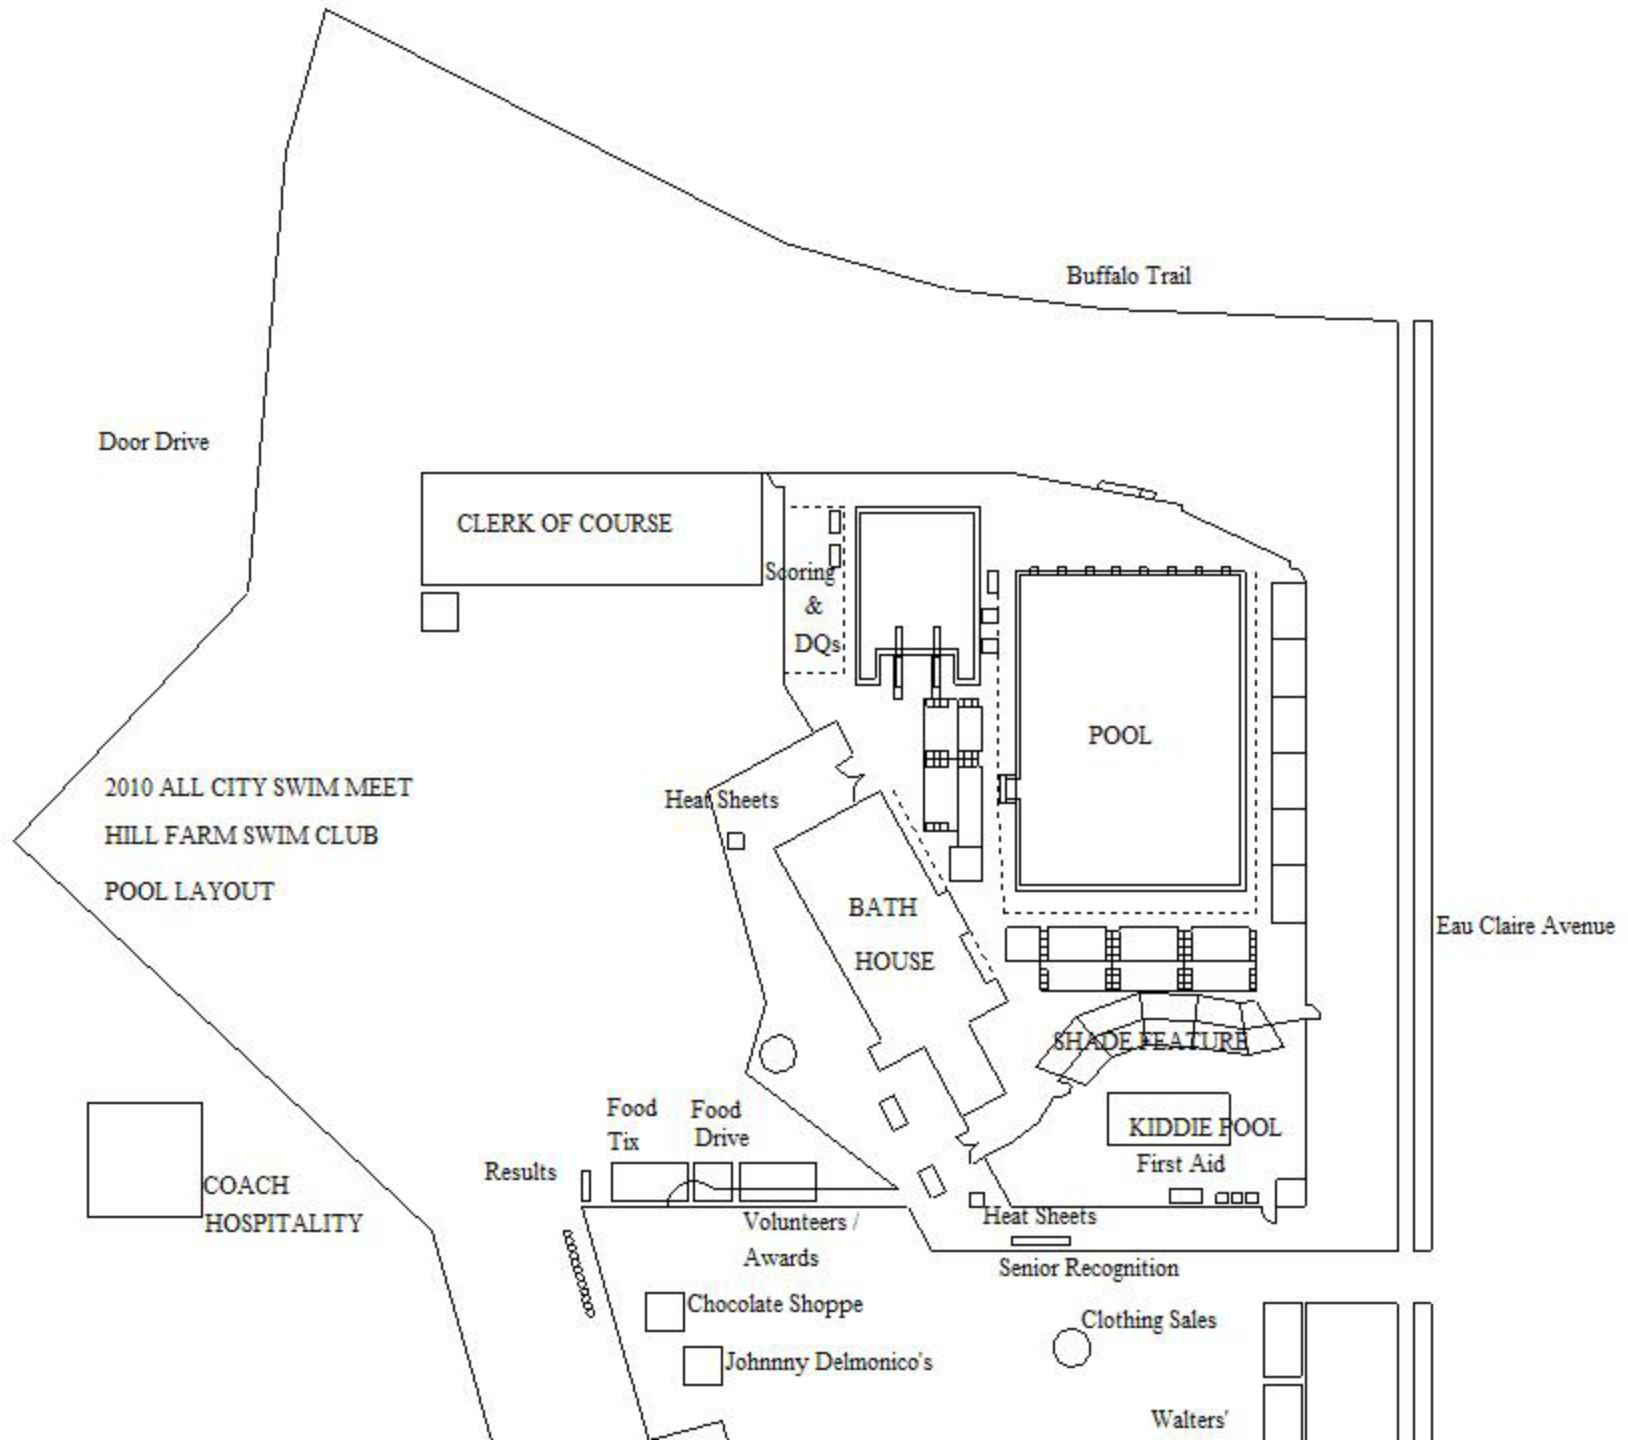 Buffalo Trail
Door Drive
CLERK OF COURSE
Scoring
&
DQs
POOL
2010 ALL CITY SWIM MEET
HILL FARM SWIM CLUB
POOL LAYOUT
Heat Sheets
BATH
HOUSE
Eau Claire Avenue
SHADE FEATURE
KIDDIE POOL
First Aid
Food
Tix
Food
Drive
Results
COACH
HOSPITALITY
Volunteers /
Awards
Heat Sheets
Senior Recognition
Chocolate Shoppe
Johnnny Delmonico's
Clothing Sales
Walters'